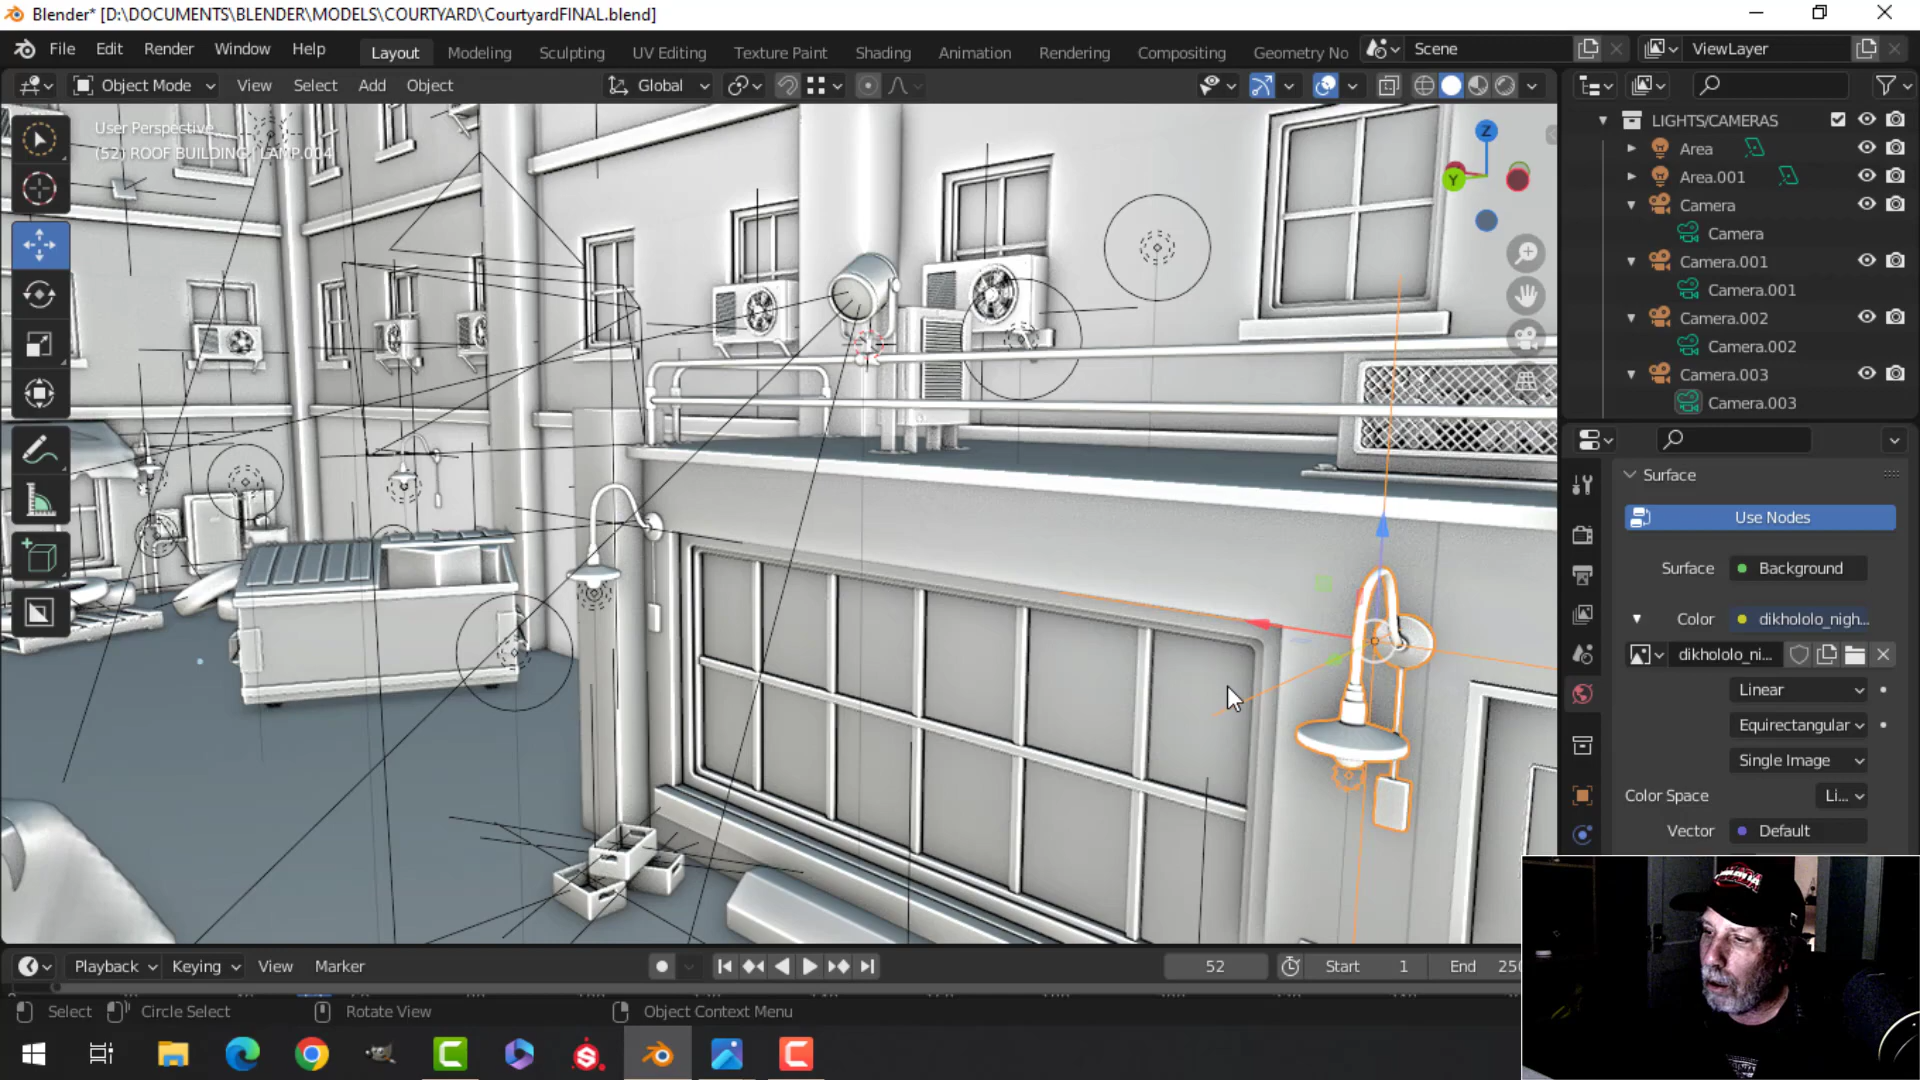 Blender* [D:\DOCUMENTS\BLENDER\MODELS\COURTYARD\CourtyardFINAL.blend]
File Edit Render Window Help Layout Modeling Sculpting UV Editing Texture Paint Shading Animation Rendering Compositing Geometry No Scene ViewLayer
Object Mode View Select Add Object Global
User Perspective
(52) ROOF BUILDING | LAMP.004
Z
Y
LIGHTS/CAMERAS
Area
Area.001
Camera
Camera
Camera.001
Camera.001
Camera.002
Camera.002
Camera.003
Camera.003
Surface
Use Nodes
Surface Background
Color dikhololo_nigh...
dikhololo_ni...
Linear
Equirectangular
Single Image
Color Space Li...
Vector Default
Playback Keying View Marker 52 Start 1 End 250
Select Circle Select Rotate View Object Context Menu